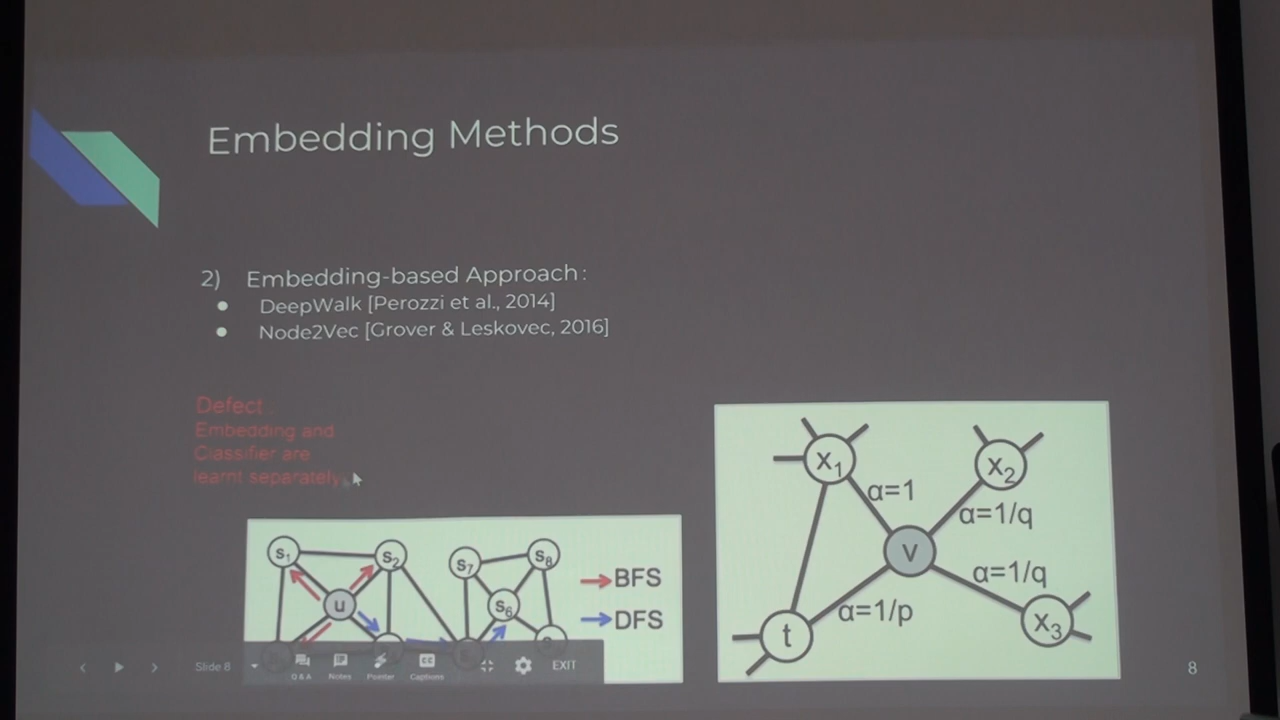 Embedding Methods
2) Embedding-based Approach :
● DeepWalk [Perozzi et al., 2014]
● Node2Vec [Grover & Leskovec, 2016]
Defect :
Embedding and
Classifier are
learnt separately
s1 s2 s7 s8
u s6
BFS
DFS
x1 x2
α=1
α=1/q
v
α=1/q
α=1/p
t x3
Slide 8
Q & A Notes Pointer Captions EXIT
8